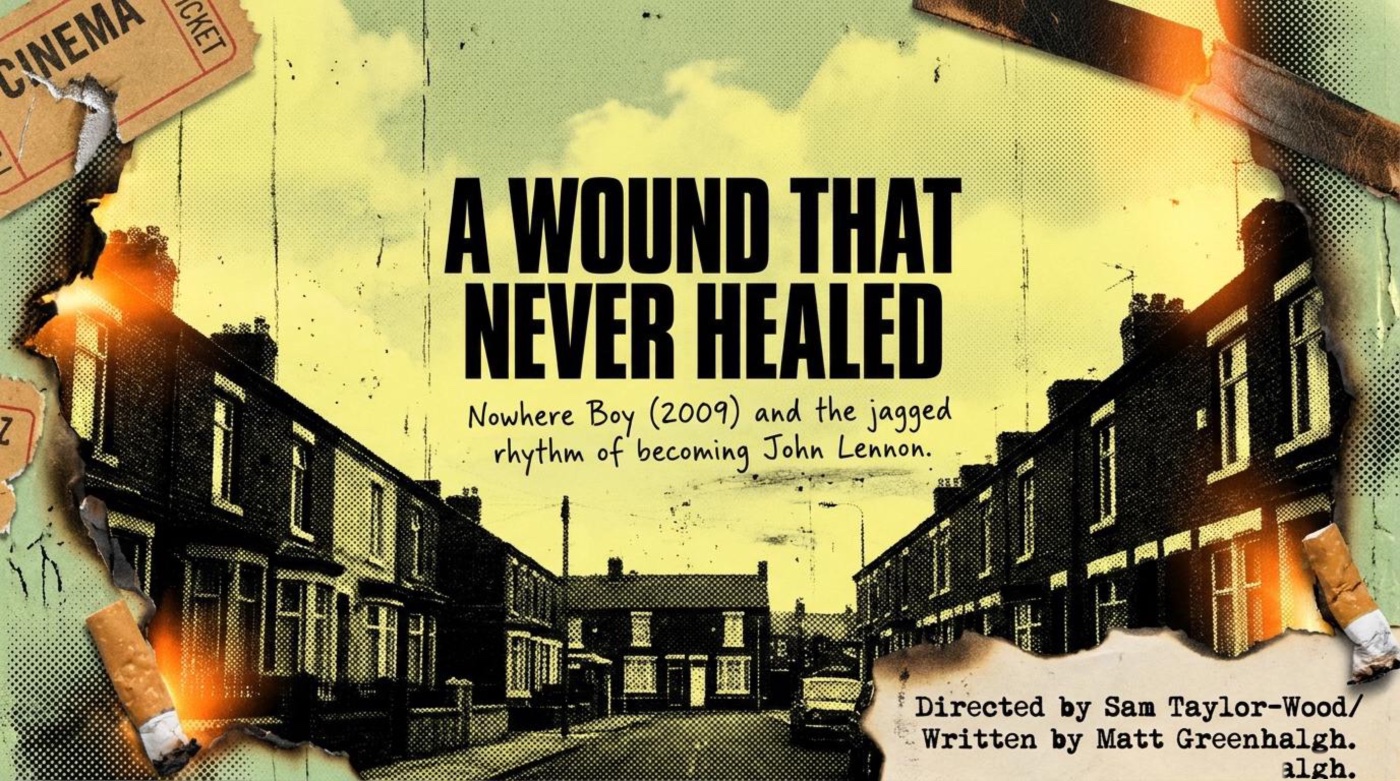 CINEMA
TICKET
A WOUND THAT
NEVER HEALED
Nowhere Boy (2009) and the jagged
rhythm of becoming John Lennon.
Directed by Sam Taylor-Wood/
Written by Matt Greenhalgh.
algh.